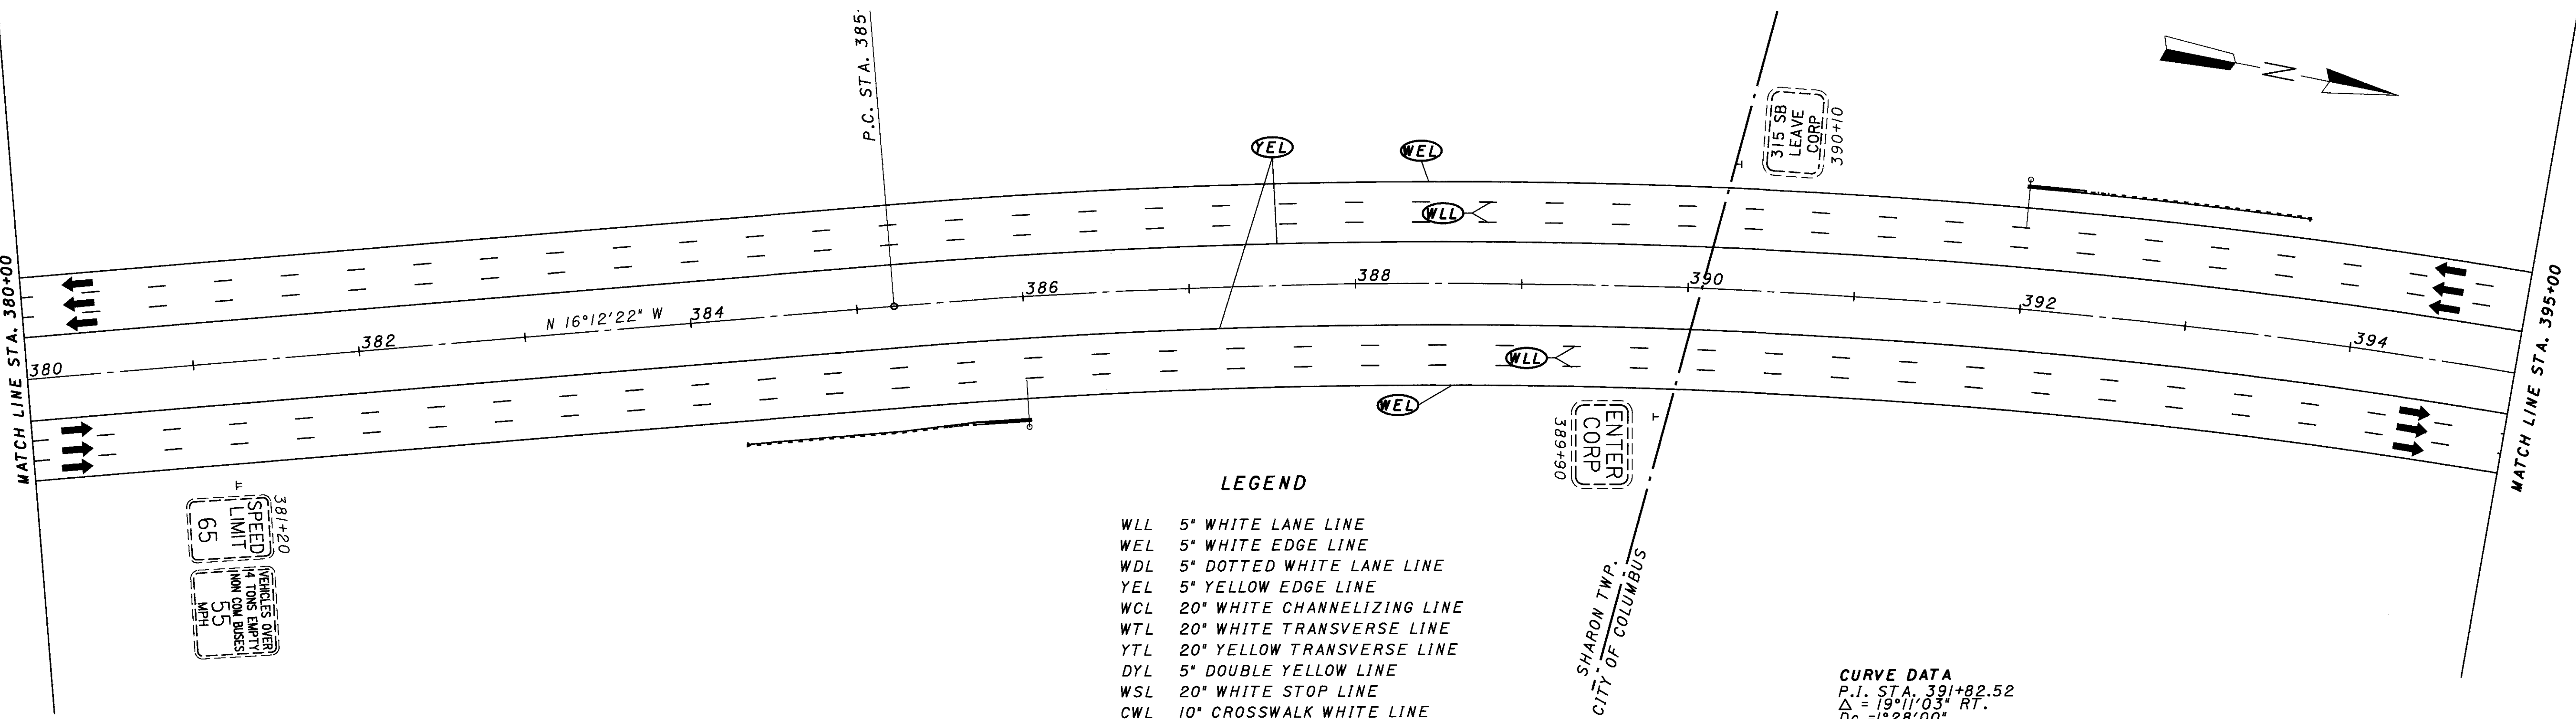 P.C. STA. 385
N
315 SB
LEAVE
CORP
390+10
YEL
WEL
WLL
MATCH LINE STA. 380+00
380
382
N 16°12'22" W
384
386
388
390
392
394
MATCH LINE STA. 395+00
WLL
WEL
ENTER
CORP
389+90
SPEED
LIMIT
65
381+20
VEHICLES OVER
4 TONS EMPTY
NON COM BUSES
55
MPH
LEGEND
WLL 5" WHITE LANE LINE
WEL 5" WHITE EDGE LINE
WDL 5" DOTTED WHITE LANE LINE
YEL 5" YELLOW EDGE LINE
WCL 20" WHITE CHANNELIZING LINE
WTL 20" WHITE TRANSVERSE LINE
YTL 20" YELLOW TRANSVERSE LINE
DYL 5" DOUBLE YELLOW LINE
WSL 20" WHITE STOP LINE
CWL 10" CROSSWALK WHITE LINE
SHARON TWP.
CITY OF COLUMBUS
CURVE DATA
P.I. STA. 391+82.52
Δ = 19°11'03" RT.
Dc =1°28'00"